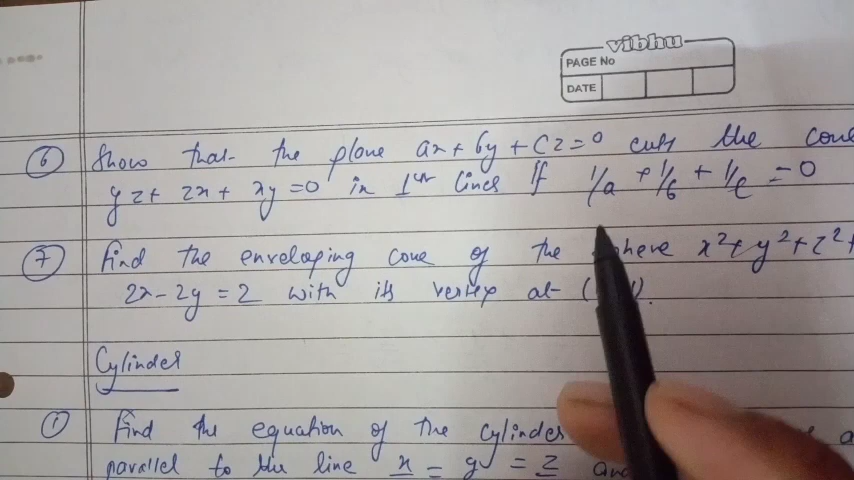 vibhu
PAGE No
DATE
⑥ Show that the plane ax + by + cz = 0 cuts the cone
yz + zx + xy = 0 in 1ar lines if 1/a + 1/b + 1/c = 0
⑦ Find the enveloping cone of the sphere x²+y²+z²+
2x-2y = 2 with its vertex at (
Cylinder
① Find the equation of the cylinder
parallel to the line x = y = z and